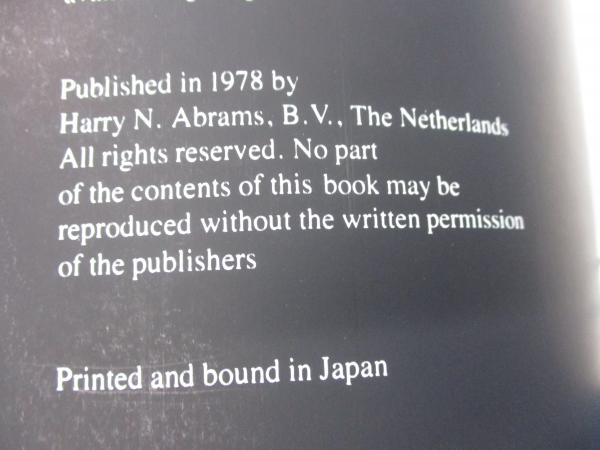 Published in 1978 by
Harry N. Abrams, B.V., The Netherlands
All rights reserved. No part
of the contents of this book may be
reproduced without the written permission
of the publishers
Printed and bound in Japan